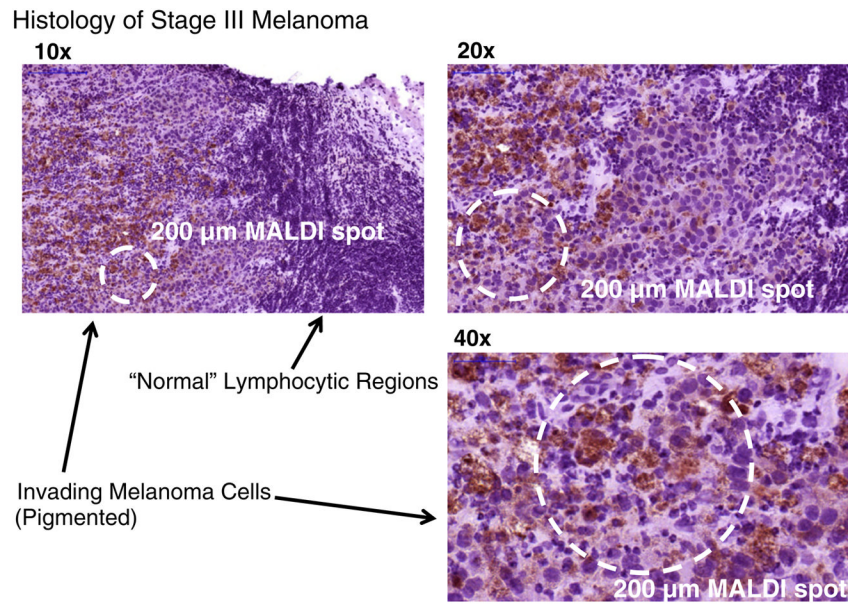 Histology of Stage III Melanoma
10x
20x
200 μm MALDI spot
200 μm MALDI spot
40x
“Normal” Lymphocytic Regions
Invading Melanoma Cells
(Pigmented)
200 μm MALDI spot